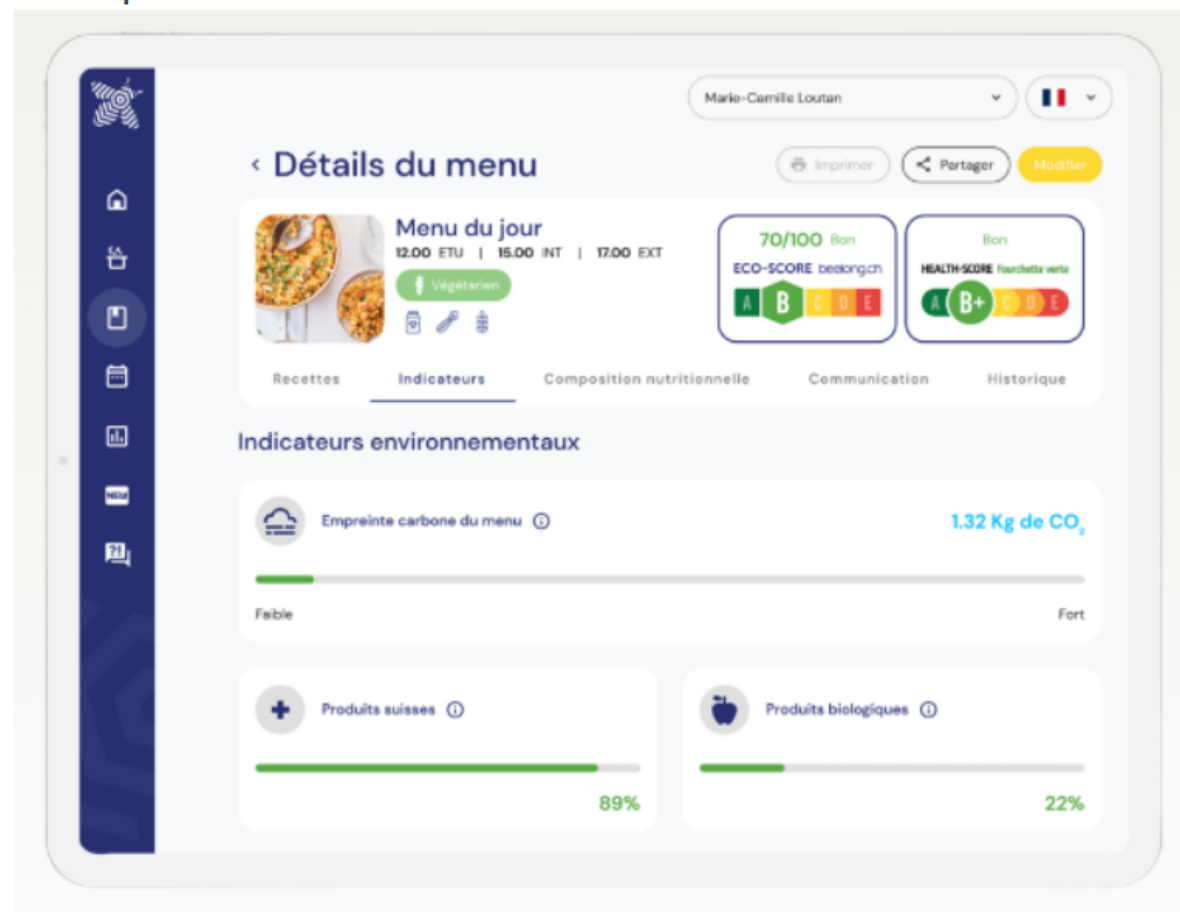 Marie-Camille Loutan
< Détails du menu
Imprimer
Partager
Modifier
Menu du jour
12.00 ETU | 15.00 INT | 17.00 EXT
Végétarien
70/100 Bon
ECO-SCORE beelong.ch
A B C D E
Bon
HEALTH-SCORE Fourchette verte
A B+ C D E
Recettes
Indicateurs
Composition nutritionnelle
Communication
Historique
Indicateurs environnementaux
Empreinte carbone du menu
1.32 Kg de CO₂
Faible
Fort
Produits suisses
89%
Produits biologiques
22%
NEW
?!